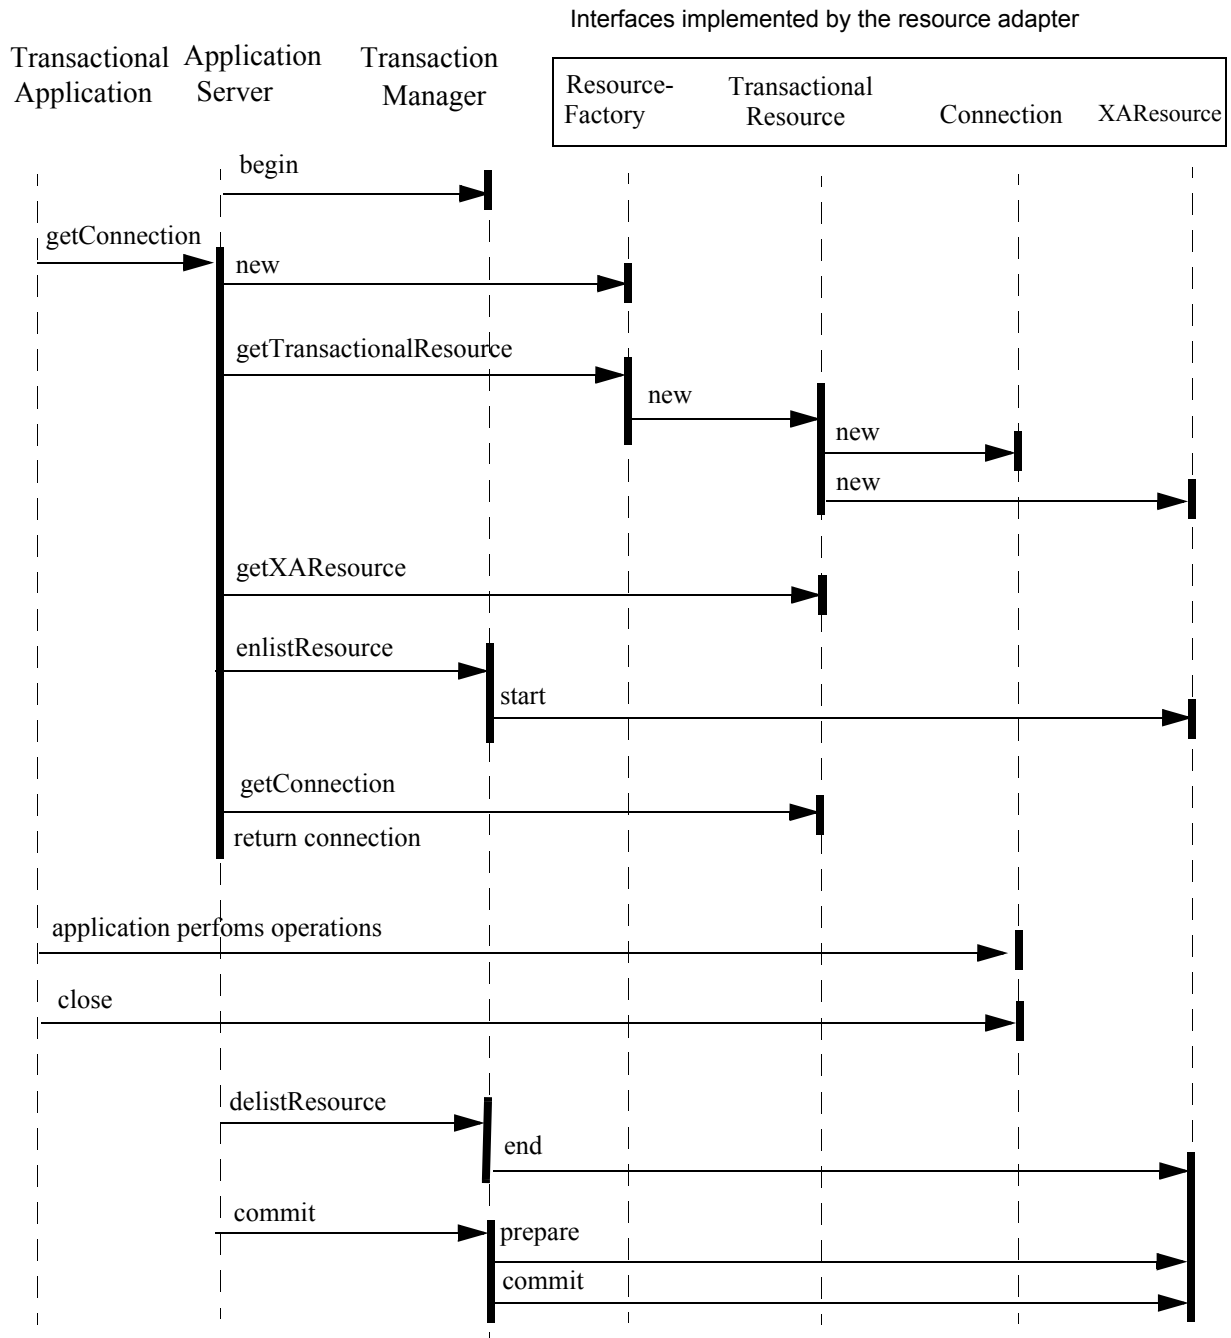 Interfaces implemented by the resource adapter
Transactional Application Transaction
Application Server Manager
Resource- Transactional
Factory Resource Connection XAResource
begin
getConnection
new
getTransactionalResource
new
new
new
getXAResource
enlistResource
start
getConnection
return connection
application perfoms operations
close
delistResource
end
commit
prepare
commit